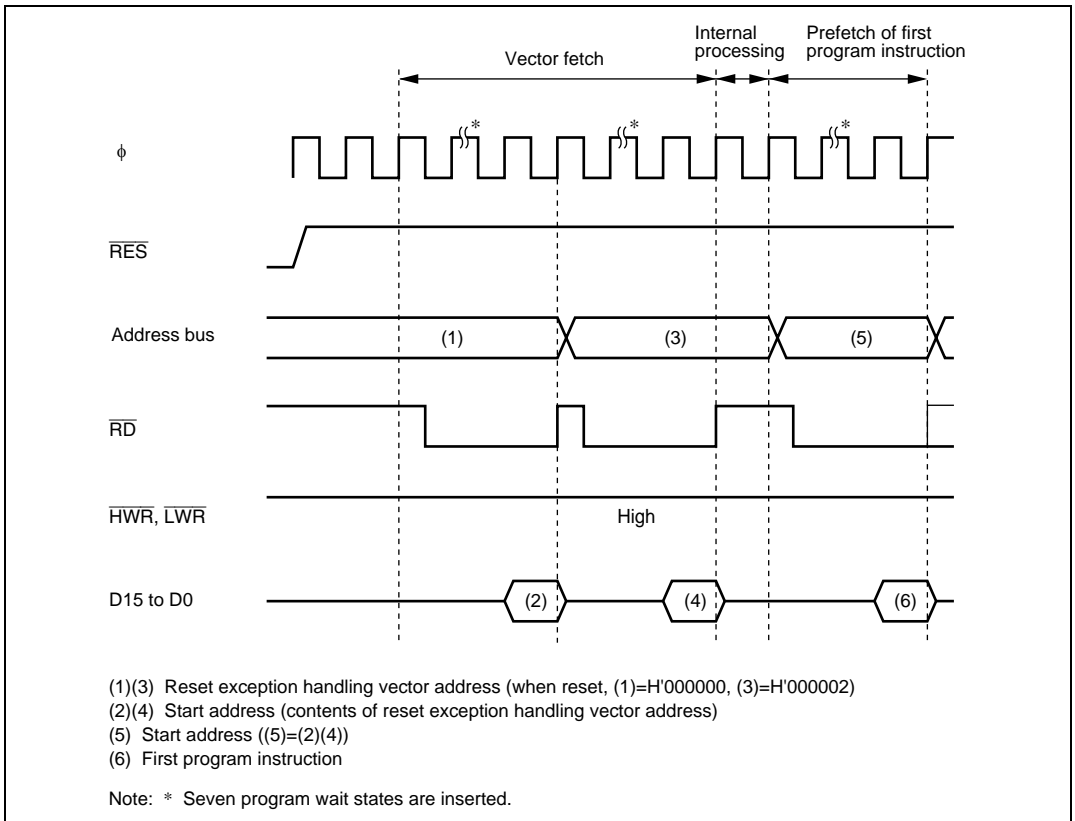 Vector fetch
Internal
processing
Prefetch of first
program instruction
*
*
*
ϕ
RES
Address bus
(1)
(3)
(5)
RD
HWR, LWR
High
D15 to D0
(2)
(4)
(6)
(1)(3) Reset exception handling vector address (when reset, (1)=H'000000, (3)=H'000002)
(2)(4) Start address (contents of reset exception handling vector address)
(5) Start address ((5)=(2)(4))
(6) First program instruction
Note: * Seven program wait states are inserted.